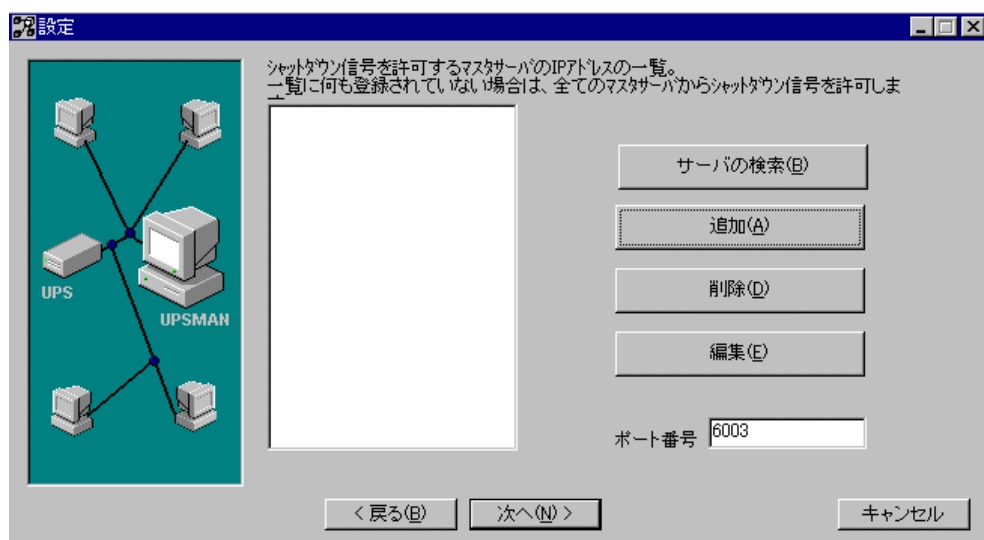 設定
シャットダウン信号を許可するマスタサーバのIPアドレスの一覧。
一覧に何も登録されていない場合は、全てのマスタサーバからシャットダウン信号を許可しま
サーバの検索(B)
追加(A)
UPS
削除(D)
UPSMAN
編集(E)
ポート番号 6003
< 戻る(B)
次へ(N) >
キャンセル